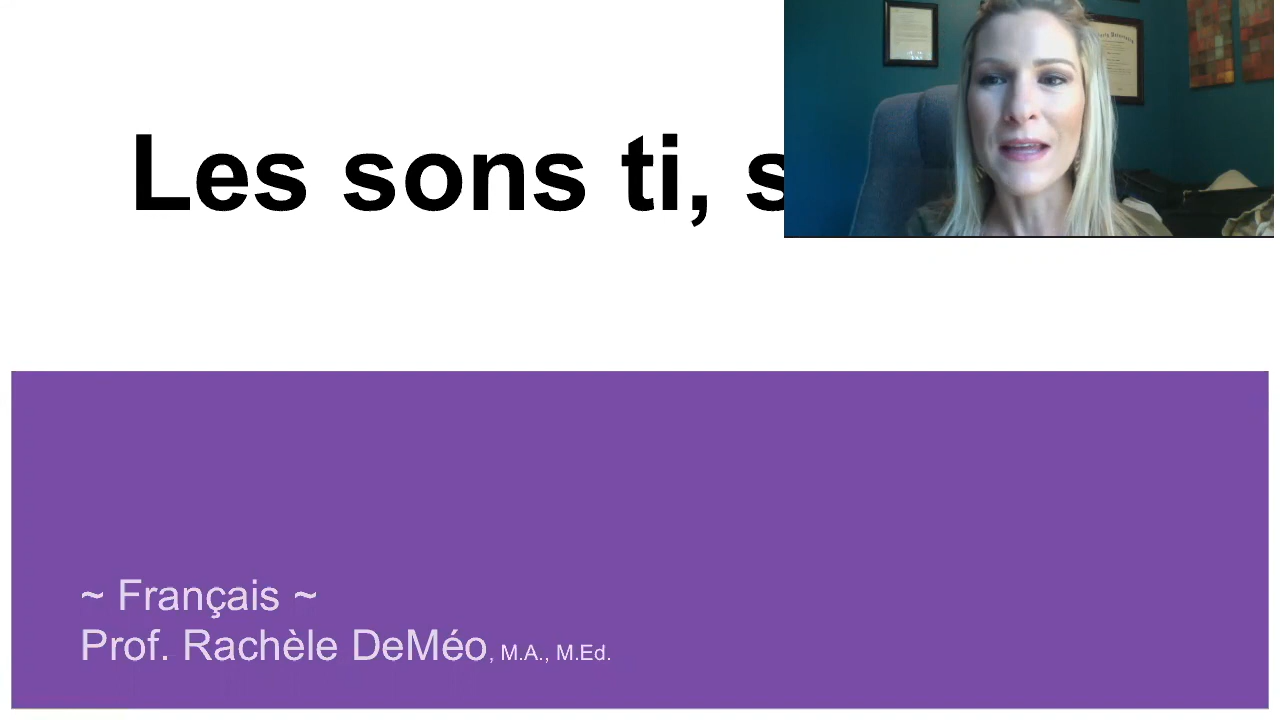 Les sons ti, s
~ Français ~
Prof. Rachèle DeMéo, M.A., M.Ed.